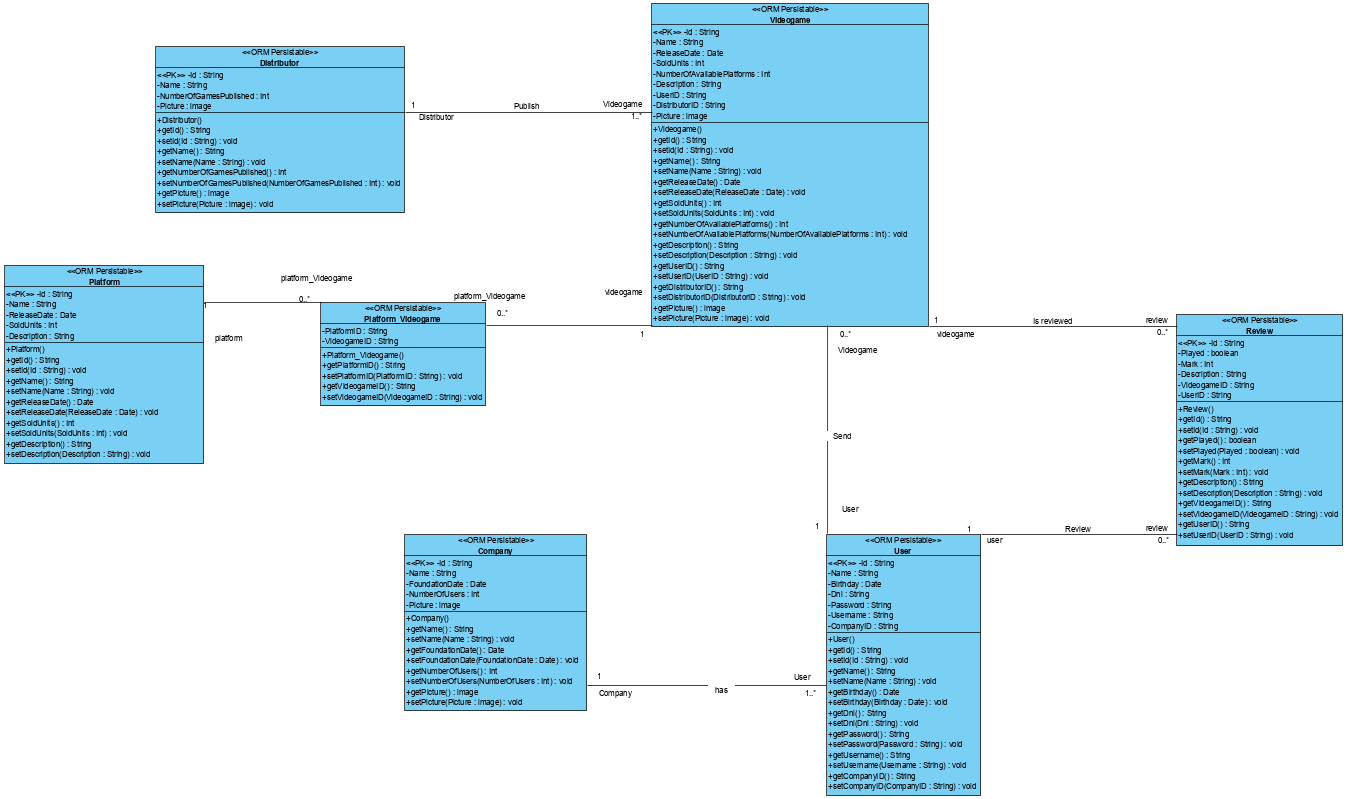 <<ORM Persistable>>
Videogame
<<PK>> -Id : String
-Name : String
-ReleaseDate : Date
-SoldUnits : int
-NumberOfAvailablePlatforms : int
-Description : String
-UserID : String
-DistributorID : String
-Picture : Image
+Videogame()
+getId() : String
+setId(Id : String) : void
+getName() : String
+setName(Name : String) : void
+getReleaseDate() : Date
+setReleaseDate(ReleaseDate : Date) : void
+getSoldUnits() : int
+setSoldUnits(SoldUnits : int) : void
+getNumberOfAvailablePlatforms() : int
+setNumberOfAvailablePlatforms(NumberOfAvailablePlatforms : int) : void
+getDescription() : String
+setDescription(Description : String) : void
+getUserID() : String
+setUserID(UserID : String) : void
+getDistributorID() : String
+setDistributorID(DistributorID : String) : void
+getPicture() : Image
+setPicture(Picture : Image) : void
<<ORM Persistable>>
Distributor
<<PK>> -Id : String
-Name : String
-NumberOfGamesPublished : int
-Picture : Image
+Distributor()
+getId() : String
+setId(Id : String) : void
+getName() : String
+setName(Name : String) : void
+getNumberOfGamesPublished() : int
+setNumberOfGamesPublished(NumberOfGamesPublished : int) : void
+getPicture() : Image
+setPicture(Picture : Image) : void
1
Publish
Videogame
Distributor
1..*
<<ORM Persistable>>
Platform
<<PK>> -Id : String
-Name : String
-ReleaseDate : Date
-SoldUnits : int
-Description : String
+Platform()
+getId() : String
+setId(Id : String) : void
+getName() : String
+setName(Name : String) : void
+getReleaseDate() : Date
+setReleaseDate(ReleaseDate : Date) : void
+getSoldUnits() : int
+setSoldUnits(SoldUnits : int) : void
+getDescription() : String
+setDescription(Description : String) : void
platform_Videogame
0..*
1
platform
<<ORM Persistable>>
Platform_Videogame
-PlatformID : String
-VideogameID : String
+Platform_Videogame()
+getPlatformID() : String
+setPlatformID(PlatformID : String) : void
+getVideogameID() : String
+setVideogameID(VideogameID : String) : void
platform_Videogame
0..*
videogame
1
0..*
Videogame
Send
User
1
1
is reviewed
review
videogame
0..*
<<ORM Persistable>>
Review
<<PK>> -Id : String
-Played : boolean
-Mark : int
-Description : String
-VideogameID : String
-UserID : String
+Review()
+getId() : String
+setId(Id : String) : void
+getPlayed() : boolean
+setPlayed(Played : boolean) : void
+getMark() : int
+setMark(Mark : int) : void
+getDescription() : String
+setDescription(Description : String) : void
+getVideogameID() : String
+setVideogameID(VideogameID : String) : void
+getUserID() : String
+setUserID(UserID : String) : void
1
Review
review
user
0..*
<<ORM Persistable>>
Company
<<PK>> -Id : String
-Name : String
-FoundationDate : Date
-NumberOfUsers : int
-Picture : Image
+Company()
+getName() : String
+setName(Name : String) : void
+getFoundationDate() : Date
+setFoundationDate(FoundationDate : Date) : void
+getNumberOfUsers() : int
+setNumberOfUsers(NumberOfUsers : int) : void
+getPicture() : Image
+setPicture(Picture : Image) : void
1
User
Company
has
1..*
<<ORM Persistable>>
User
<<PK>> -Id : String
-Name : String
-Birthday : Date
-Dni : String
-Password : String
-Username : String
-CompanyID : String
+User()
+getId() : String
+setId(Id : String) : void
+getName() : String
+setName(Name : String) : void
+getBirthday() : Date
+setBirthday(Birthday : Date) : void
+getDni() : String
+setDni(Dni : String) : void
+getPassword() : String
+setPassword(Password : String) : void
+getUsername() : String
+setUsername(Username : String) : void
+getCompanyID() : String
+setCompanyID(CompanyID : String) : void